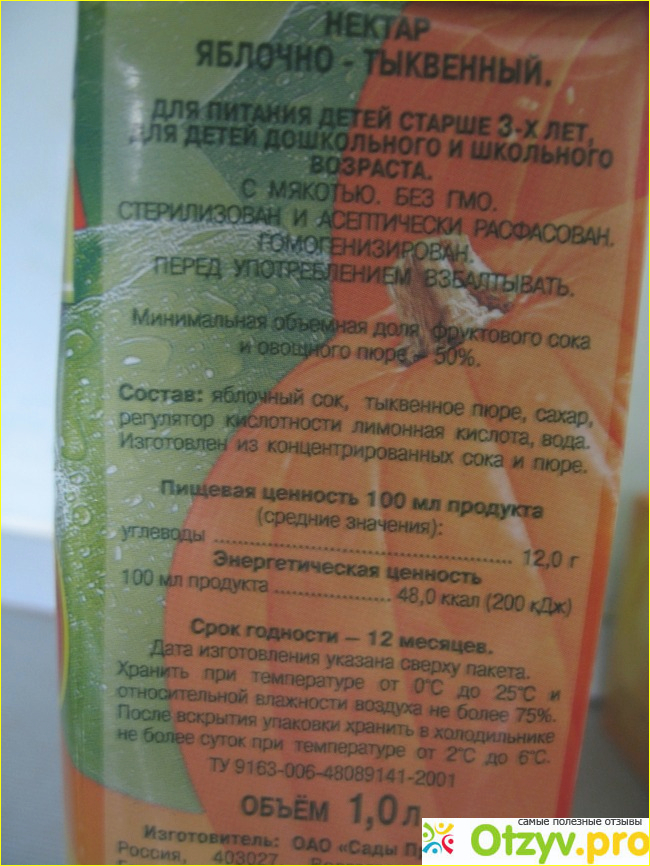 НЕКТАР
ЯБЛОЧНО - ТЫКВЕННЫЙ.
ДЛЯ ПИТАНИЯ ДЕТЕЙ СТАРШЕ 3-Х ЛЕТ,
ДЛЯ ДЕТЕЙ ДОШКОЛЬНОГО И ШКОЛЬНОГО
ВОЗРАСТА.
С МЯКОТЬЮ. БЕЗ ГМО.
СТЕРИЛИЗОВАН И АСЕПТИЧЕСКИ РАСФАСОВАН.
ГОМОГЕНИЗИРОВАН.
ПЕРЕД УПОТРЕБЛЕНИЕМ ВЗБАЛТЫВАТЬ.
Минимальная объемная доля фруктового сока
и овощного пюре – 50%.
Состав: яблочный сок, тыквенное пюре, сахар,
регулятор кислотности лимонная кислота, вода.
Изготовлен из концентрированных сока и пюре.
Пищевая ценность 100 мл продукта
(средние значения):
углеводы ........................................ 12,0 г
Энергетическая ценность
100 мл продукта .................... 48,0 ккал (200 кДж)
Срок годности – 12 месяцев.
Дата изготовления указана сверху пакета.
Хранить при температуре от 0°С до 25°С и
относительной влажности воздуха не более 75%.
После вскрытия упаковки хранить в холодильнике
не более суток при температуре от 2°С до 6°С.
ТУ 9163-006-48089141-2001
ОБЪЁМ 1,0 л
Изготовитель: ОАО «Сады
Россия, 403027
самые полезные отзывы
Otzyv.pro